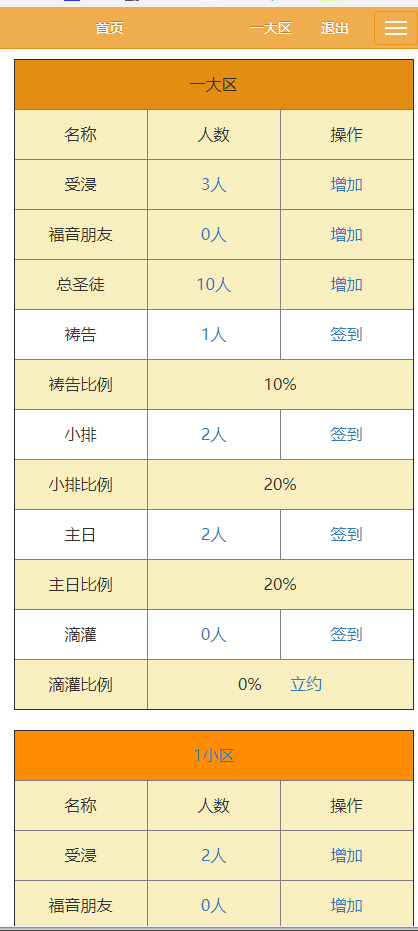 首页 一大区 退出
一大区
名称 人数 操作
受浸 3人 增加
福音朋友 0人 增加
总圣徒 10人 增加
祷告 1人 签到
祷告比例 10%
小排 2人 签到
小排比例 20%
主日 2人 签到
主日比例 20%
滴灌 0人 签到
滴灌比例 0% 立约
1小区
名称 人数 操作
受浸 2人 增加
福音朋友 0人 增加